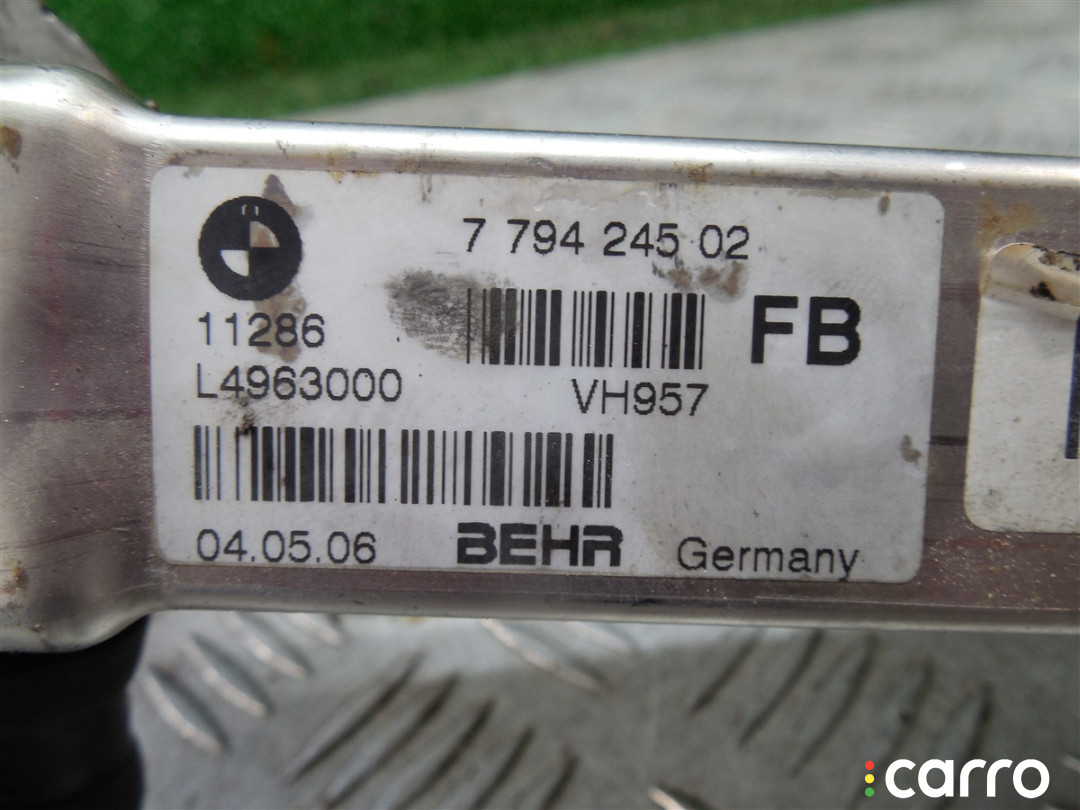 7 794 245 02
11286
FB
L4963000 VH957
04.05.06 BEHR Germany
carro